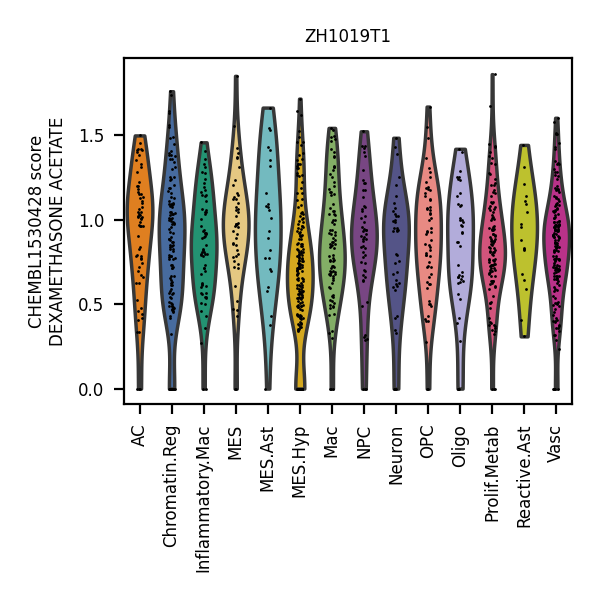 ZH1019T1
CHEMBL1530428 score
DEXAMETHASONE ACETATE
1.5
1.0
0.5
0.0
AC
Chromatin.Reg
Inflammatory.Mac
MES
MES.Ast
MES.Hyp
Mac
NPC
Neuron
OPC
Oligo
Prolif.Metab
Reactive.Ast
Vasc